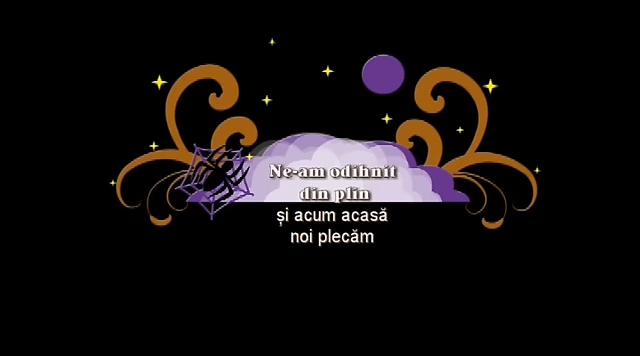 Ne-am odihnit
din plin
și acum acasă
noi plecăm